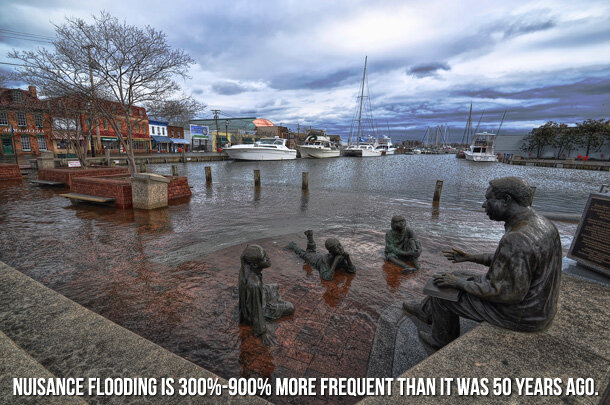 NUISANCE FLOODING IS 300%-900% MORE FREQUENT THAN IT WAS 50 YEARS AGO.